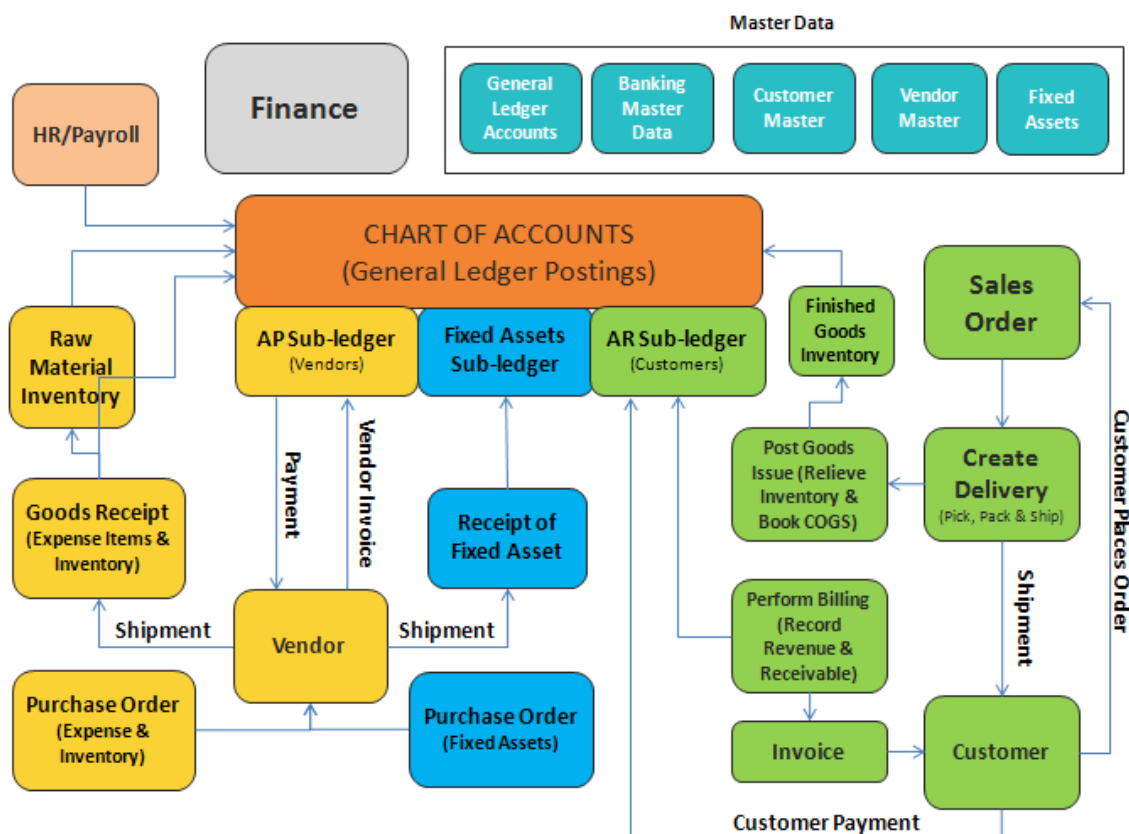 Master Data
Finance
General
Ledger
Accounts
Banking
Master
Data
Customer
Master
Vendor
Master
Fixed
Assets
HR/Payroll
CHART OF ACCOUNTS
(General Ledger Postings)
AP Sub-ledger
(Vendors)
Fixed Assets
Sub-ledger
AR Sub-ledger
(Customers)
Finished
Goods
Inventory
Sales
Order
Raw
Material
Inventory
Payment
Vendor Invoice
Post Goods
Issue (Relieve
Inventory &
Book COGS)
Create
Delivery
(Pick, Pack & Ship)
Customer Places Order
Goods Receipt
(Expense Items &
Inventory)
Receipt of
Fixed Asset
Shipment
Vendor
Shipment
Perform Billing
(Record
Revenue &
Receivable)
Shipment
Purchase Order
(Expense &
Inventory)
Purchase Order
(Fixed Assets)
Invoice
Customer
Customer Payment